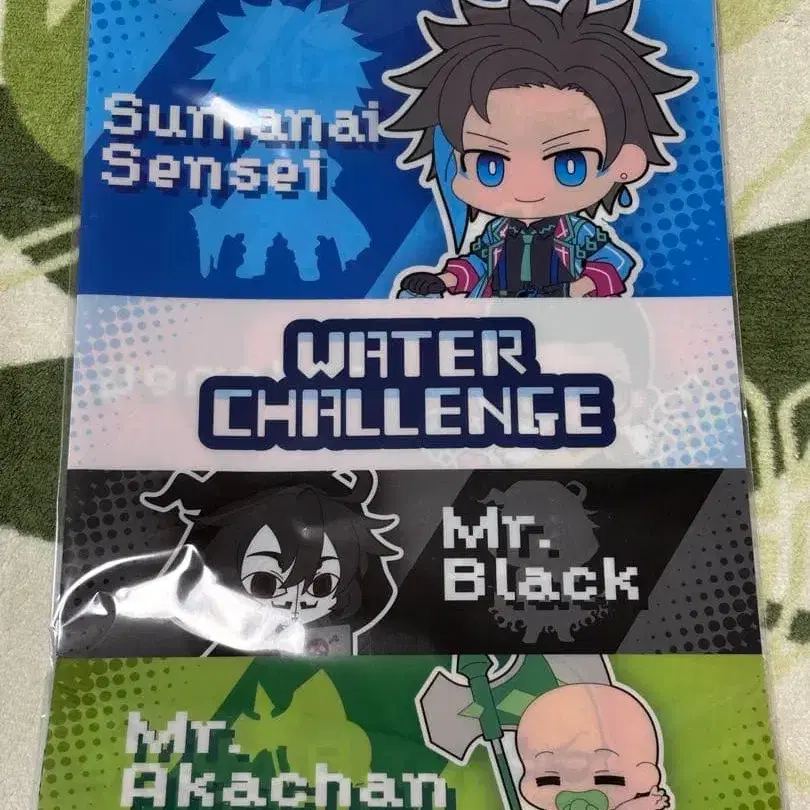 Sumanai
Sensei
WATER
CHALLENGE
Mr.
Black
Mr.
Akachan